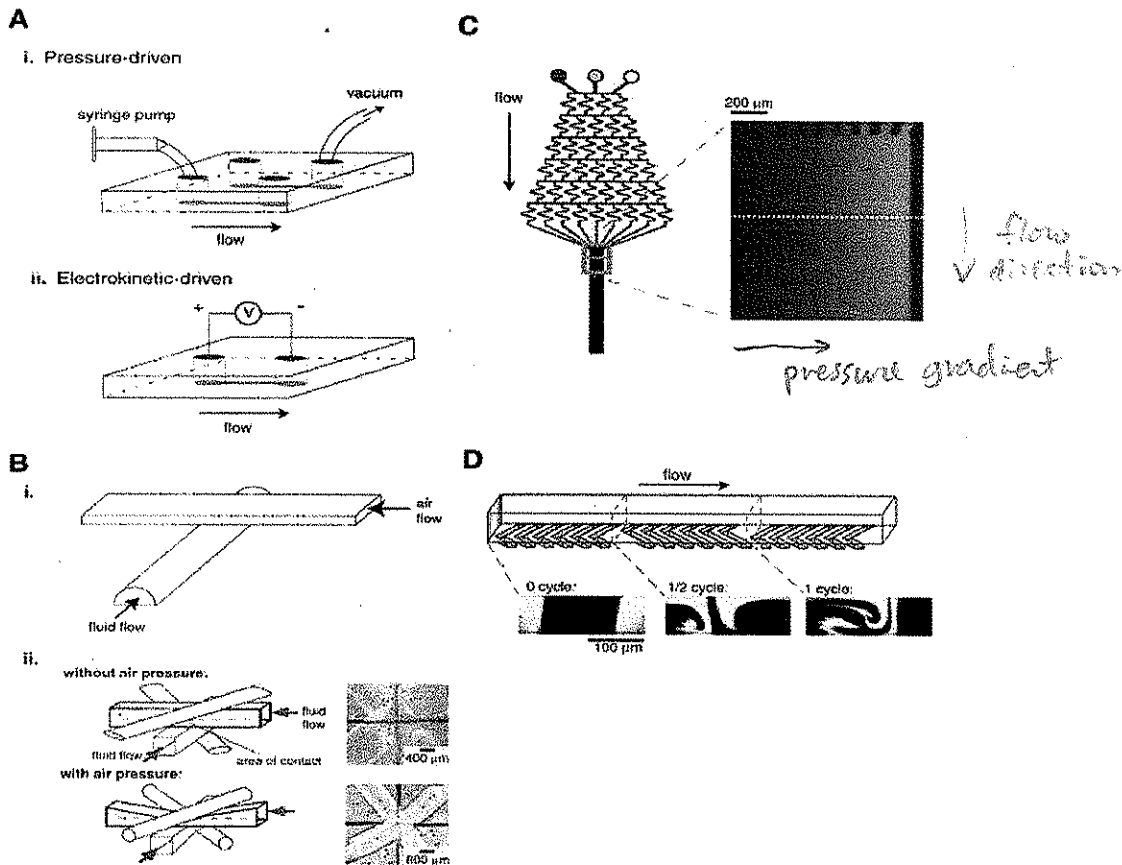 A
i. Pressure-driven
syringe pump
vacuum
flow
ii. Electrokinetic-driven
+ V -
flow
B
i.
air
flow
fluid flow
ii.
without air pressure:
fluid
flow
fluid flow
area of contact
400 µm
with air pressure:
600 µm
C
flow
200 µm
flow
direction
pressure gradient
D
flow
0 cycle:
1/2 cycle:
1 cycle:
100 µm